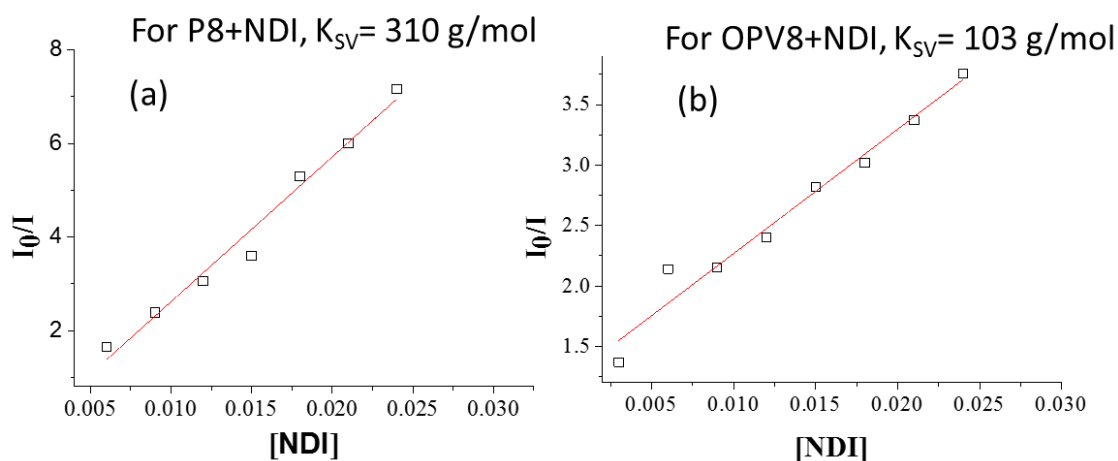 For P8+NDI, KSV= 310 g/mol
(a)
8
6
4
2
I0/I
0.005 0.010 0.015 0.020 0.025 0.030
[NDI]
For OPV8+NDI, KSV= 103 g/mol
(b)
3.5
3.0
2.5
2.0
1.5
I0/I
0.005 0.010 0.015 0.020 0.025 0.030
[NDI]